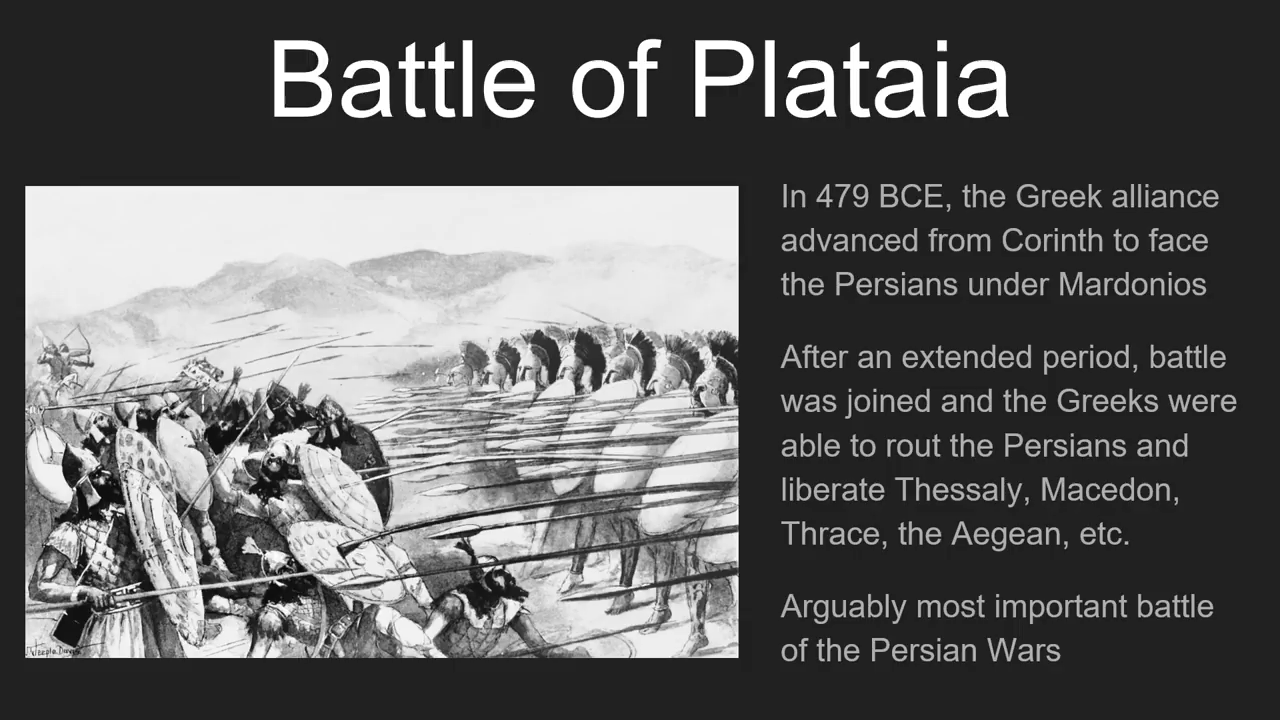 Battle of Plataia
In 479 BCE, the Greek alliance
advanced from Corinth to face
the Persians under Mardonios
After an extended period, battle
was joined and the Greeks were
able to rout the Persians and
liberate Thessaly, Macedon,
Thrace, the Aegean, etc.
Arguably most important battle
of the Persian Wars